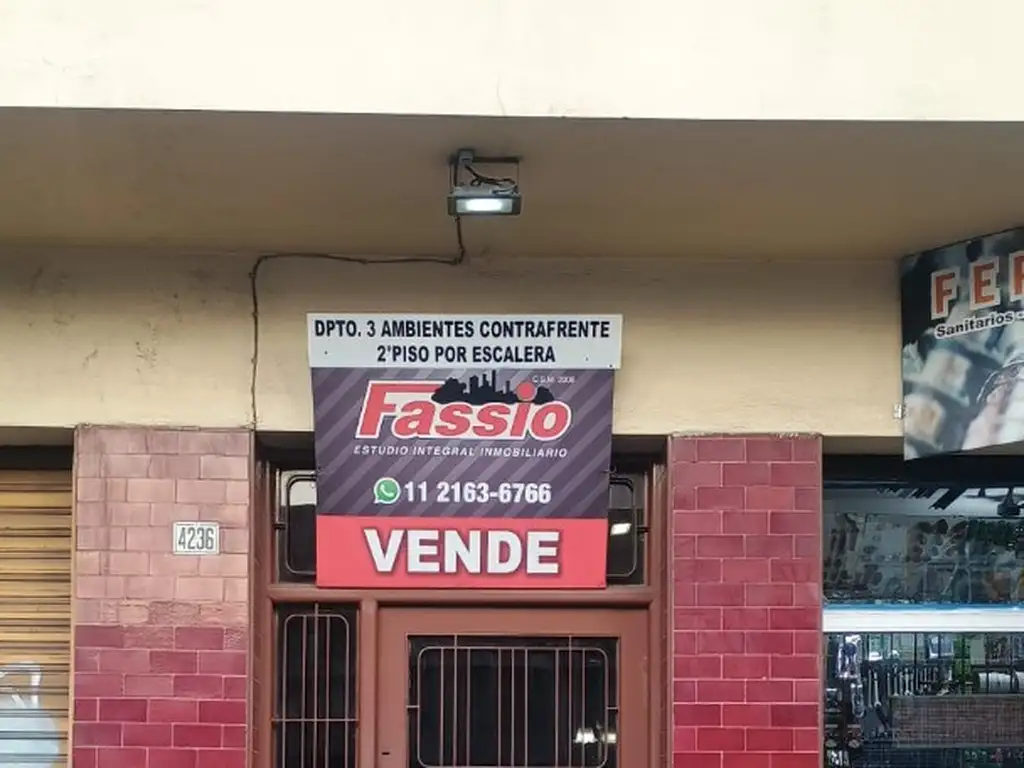 DPTO. 3 AMBIENTES CONTRAFRENTE
2°PISO POR ESCALERA
C.S.M. 2006
Fassio
ESTUDIO INTEGRAL INMOBILIARIO
11 2163-6766
VENDE
4236
FER
Sanitarios